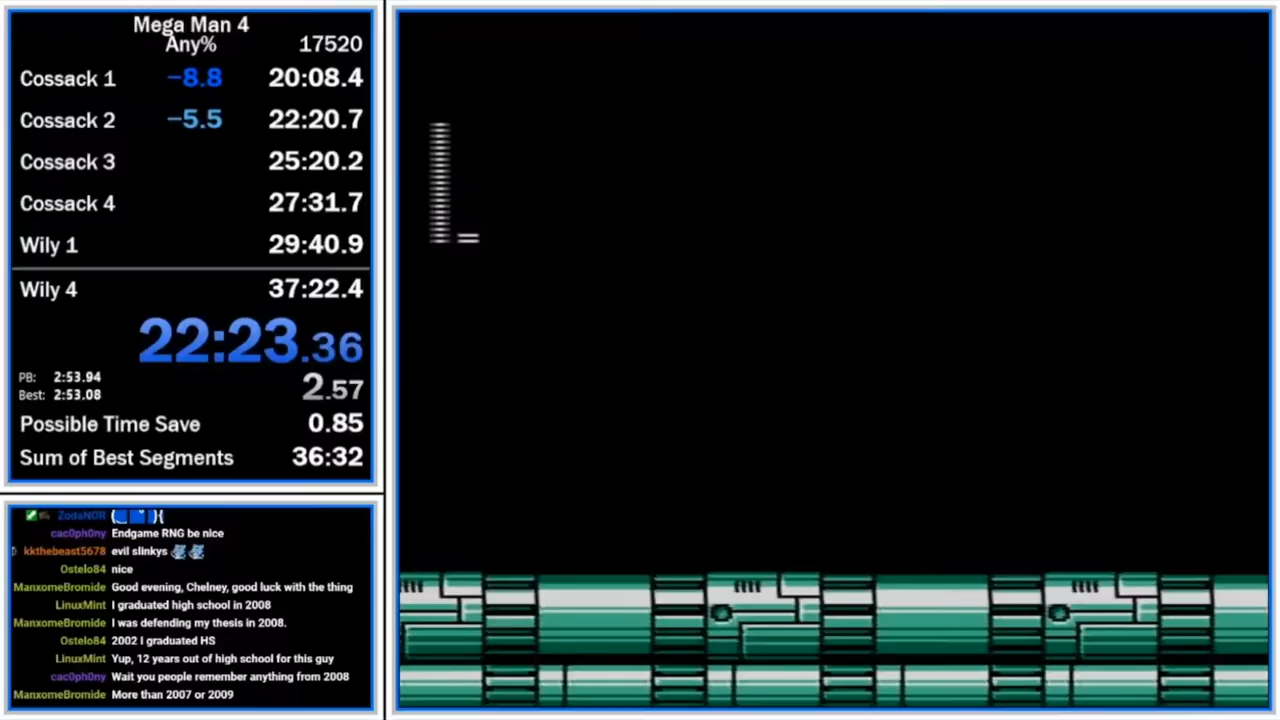 Mega Man 4
Any% 17520
Cossack 1 −8.8 20:08.4
Cossack 2 −5.5 22:20.7
Cossack 3 25:20.2
Cossack 4 27:31.7
Wily 1 29:40.9
Wily 4 37:22.4
22:23.36
PB: 2:53.94
Best: 2:53.08
2.57
Possible Time Save 0.85
Sum of Best Segments 36:32
ZodaNOR
cac0ph0ny Endgame RNG be nice
kkthebeast5678 evil slinkys
Ostelo84 nice
ManxomeBromide Good evening, Chelney, good luck with the thing
LinuxMint I graduated high school in 2008
ManxomeBromide I was defending my thesis in 2008.
Ostelo84 2002 I graduated HS
LinuxMint Yup, 12 years out of high school for this guy
cac0ph0ny Wait you people remember anything from 2008
ManxomeBromide More than 2007 or 2009